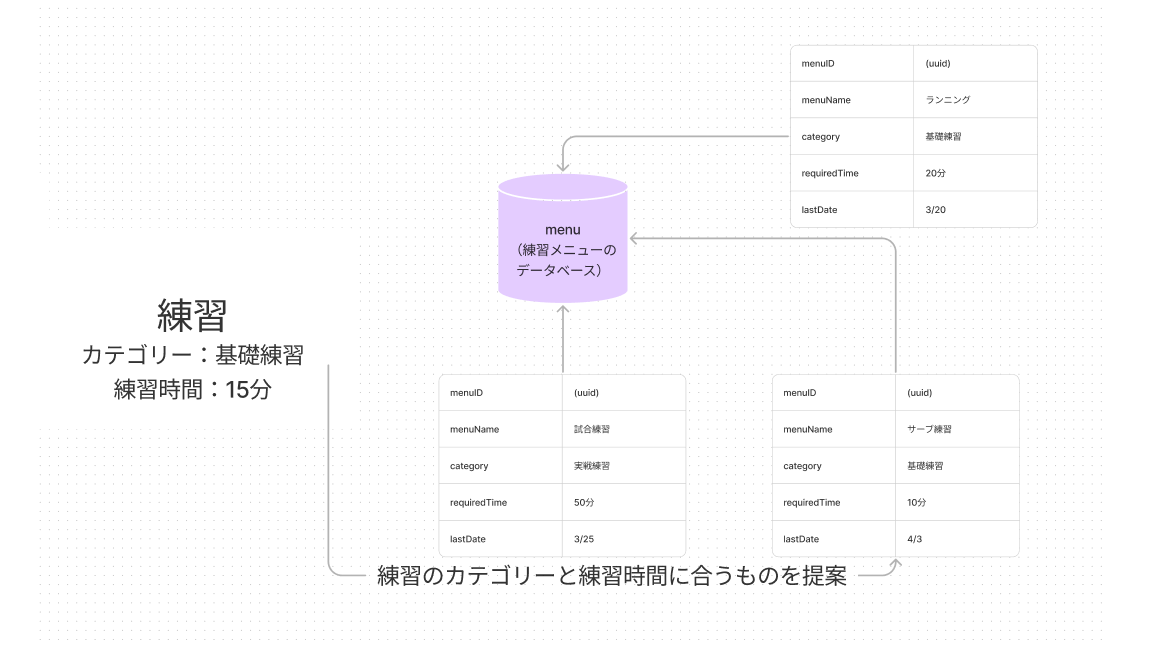 menuID (uuid)
menuName ランニング
category 基礎練習
requiredTime 20分
lastDate 3/20
menu
（練習メニューの
データベース）
練習
カテゴリー：基礎練習
練習時間：15分
menuID (uuid)
menuName 試合練習
category 実戦練習
requiredTime 50分
lastDate 3/25
menuID (uuid)
menuName サーブ練習
category 基礎練習
requiredTime 10分
lastDate 4/3
練習のカテゴリーと練習時間に合うものを提案